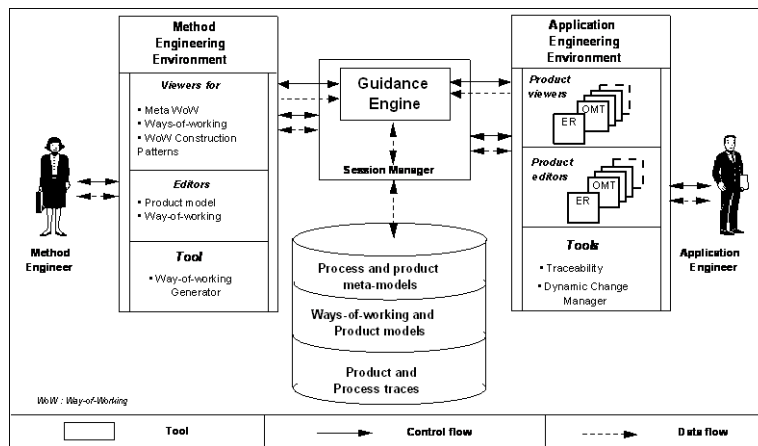 Method
Engineering
Environment
Viewers for
• Meta WoW
• Ways-of-working
• WoW Construction
Patterns
Editors
• Product model
• Way-of-working
Tool
• Way-of-working
Generator
Method
Engineer
Guidance
Engine
Session Manager
Process and product
meta-models
Ways-of-working and
Product models
Product and
Process traces
Application
Engineering
Environment
Product
viewers
OMT
ER
Product
editors
OMT
ER
Tools
• Traceability
• Dynamic Change
Manager
Application
Engineer
WoW : Way-of-Working
Tool
Control flow
Data flow